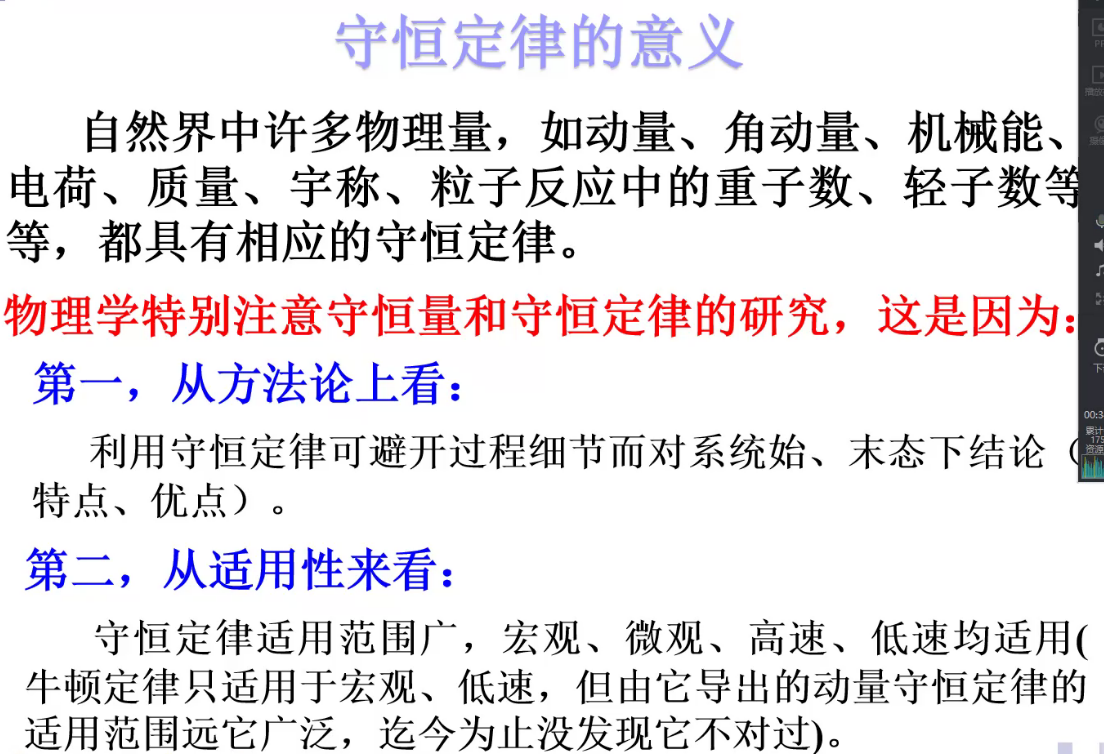 守恒定律的意义
自然界中许多物理量，如动量、角动量、机械能、
电荷、质量、宇称、粒子反应中的重子数、轻子数等
等，都具有相应的守恒定律。
物理学特别注意守恒量和守恒定律的研究，这是因为：
第一，从方法论上看：
利用守恒定律可避开过程细节而对系统始、末态下结论（
特点、优点）。
第二，从适用性来看：
守恒定律适用范围广，宏观、微观、高速、低速均适用(
牛顿定律只适用于宏观、低速，但由它导出的动量守恒定律的
适用范围远它广泛，迄今为止没发现它不对过)。
00:3
累计
175
资源